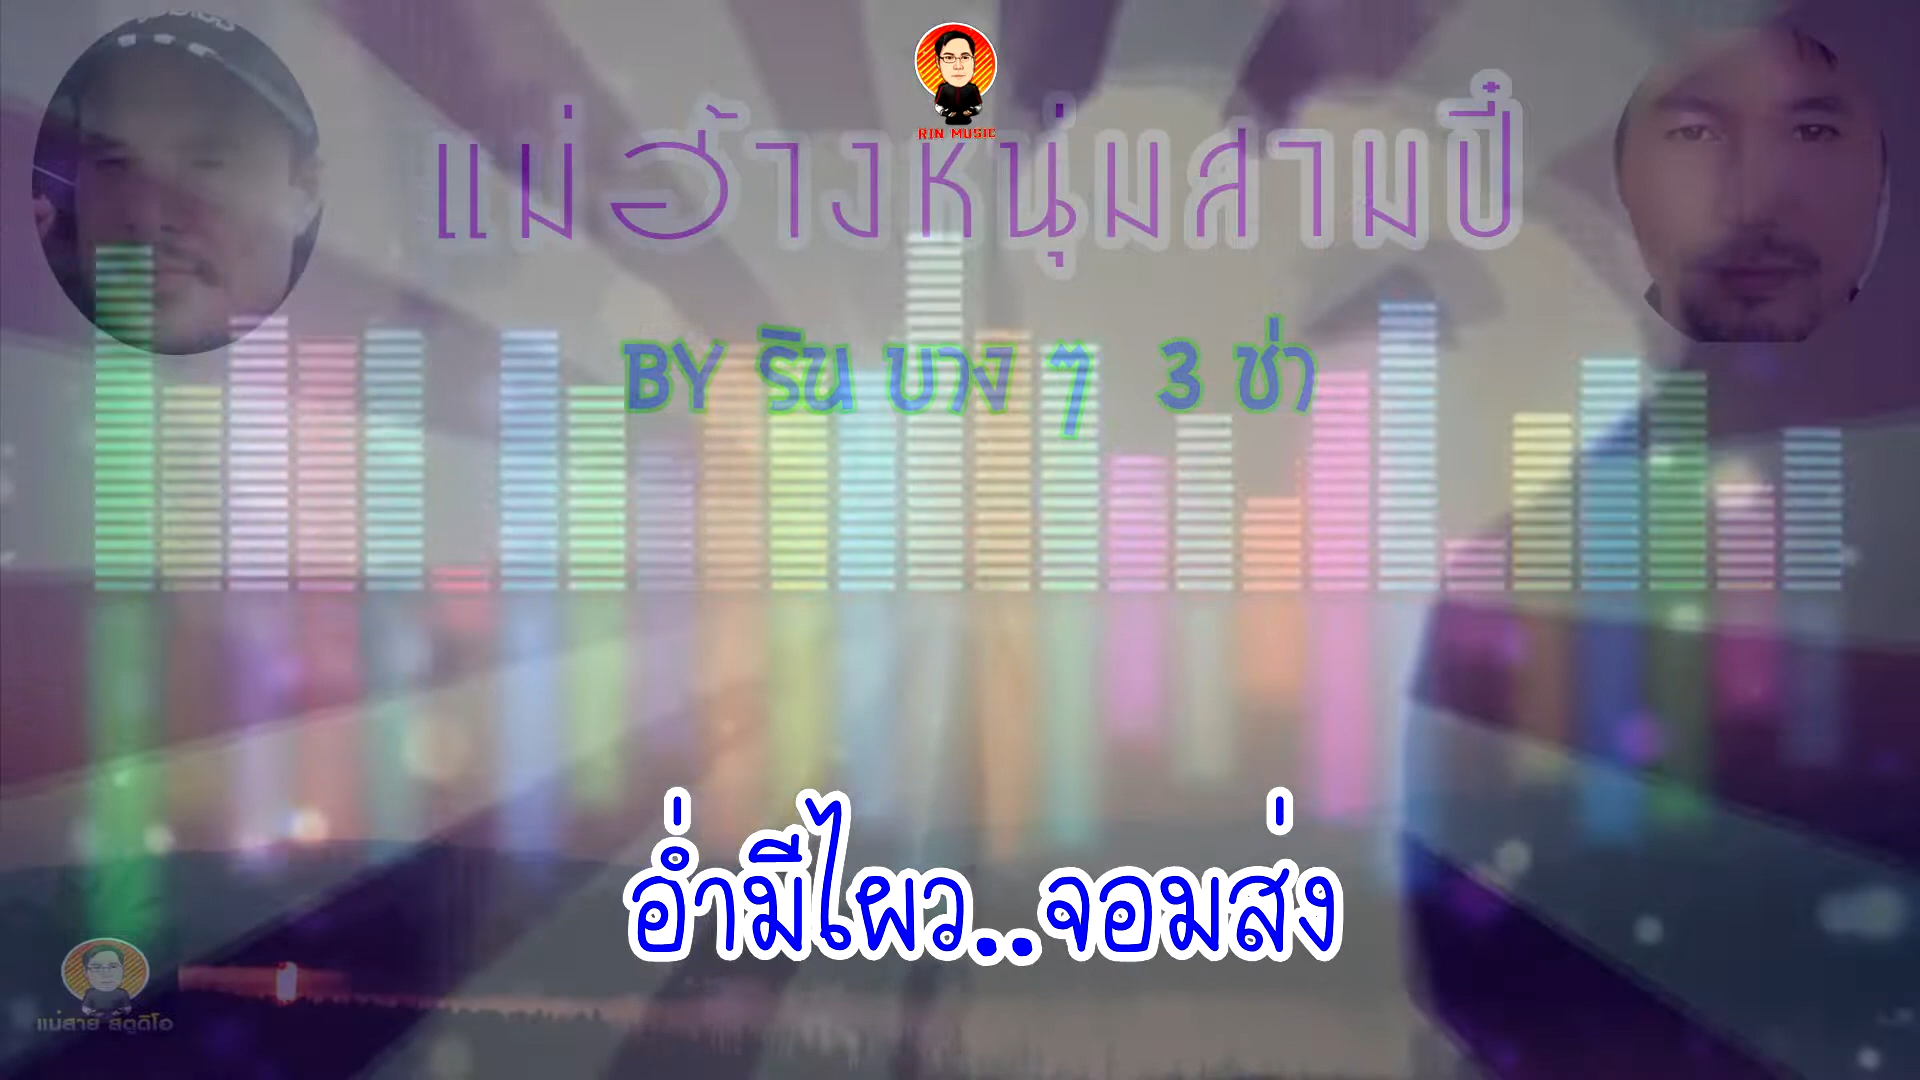 RIN MUSIC
แม่ฮ้างหนุ่มสามปี๋
BY ริน บาง ๆ 3 ช่า
อ่ำมีไผว..จอมส่ง
แม่สาย สตูดิโอ